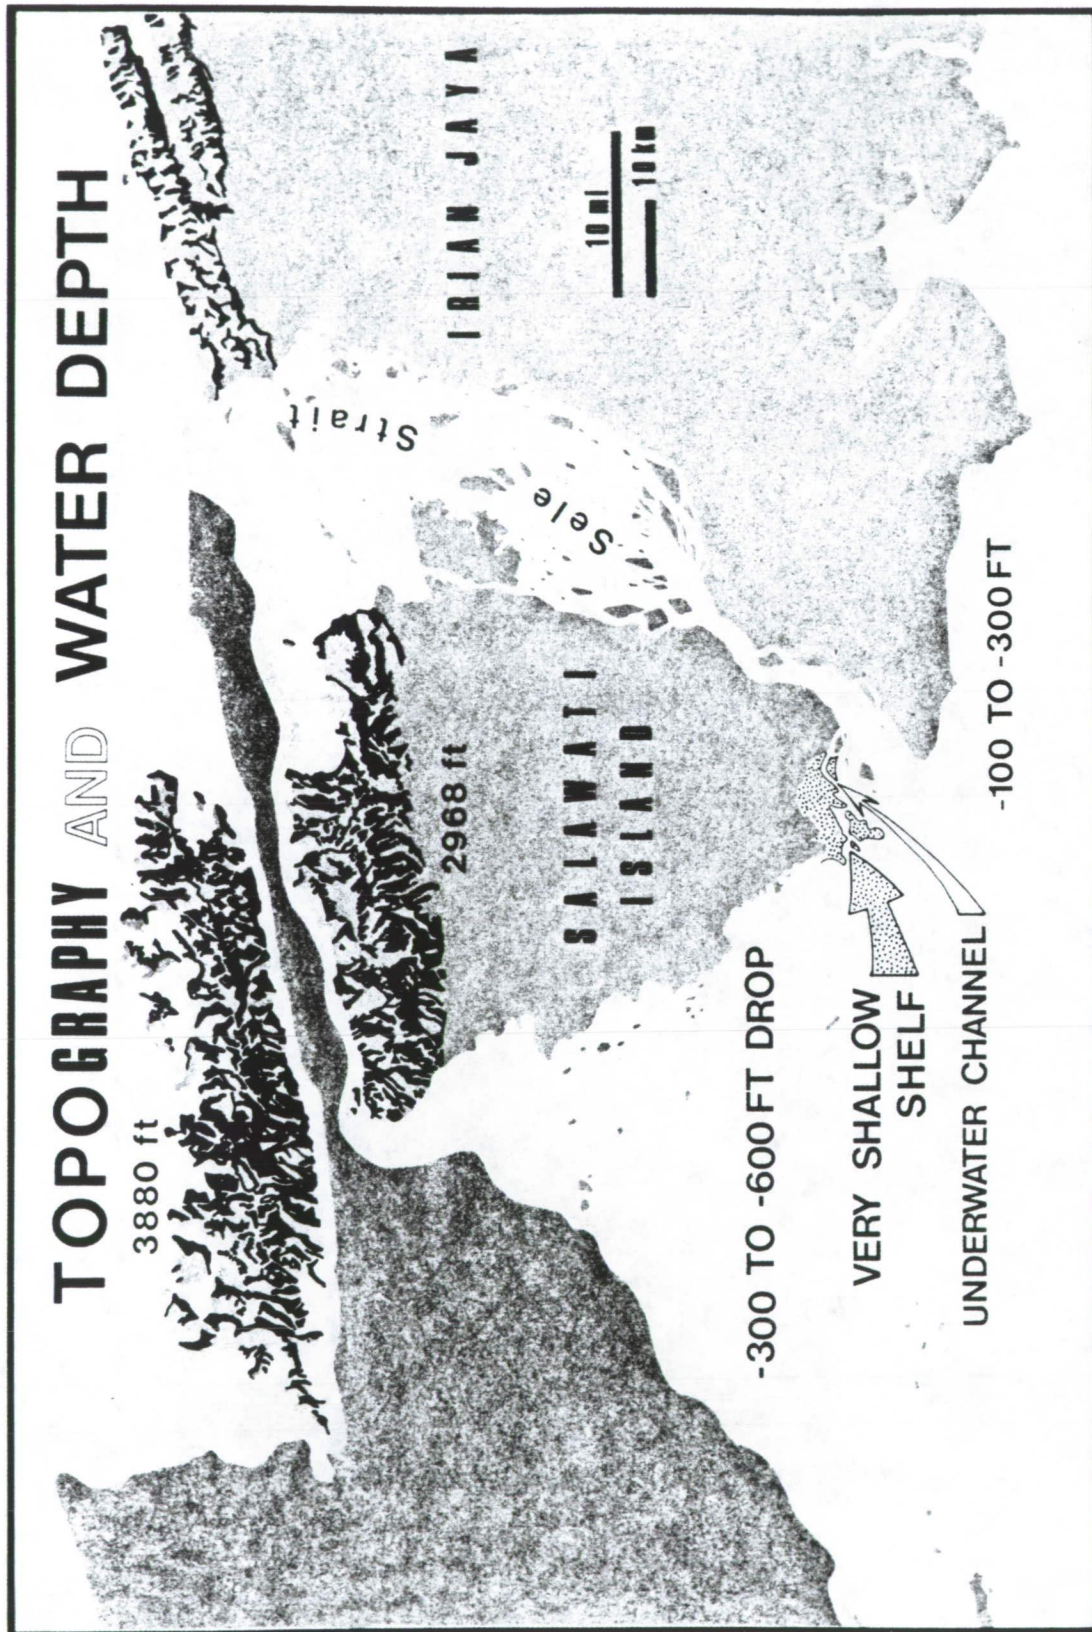 TOPOGRAPHY AND WATER DEPTH
3880 ft
2968 ft
IRIAN JAYA
10 mi
10 km
Strait
Sele
SALAWATI
ISLAND
-300 TO -600 FT DROP
-100 TO -300 FT
VERY SHALLOW
SHELF
UNDERWATER CHANNEL